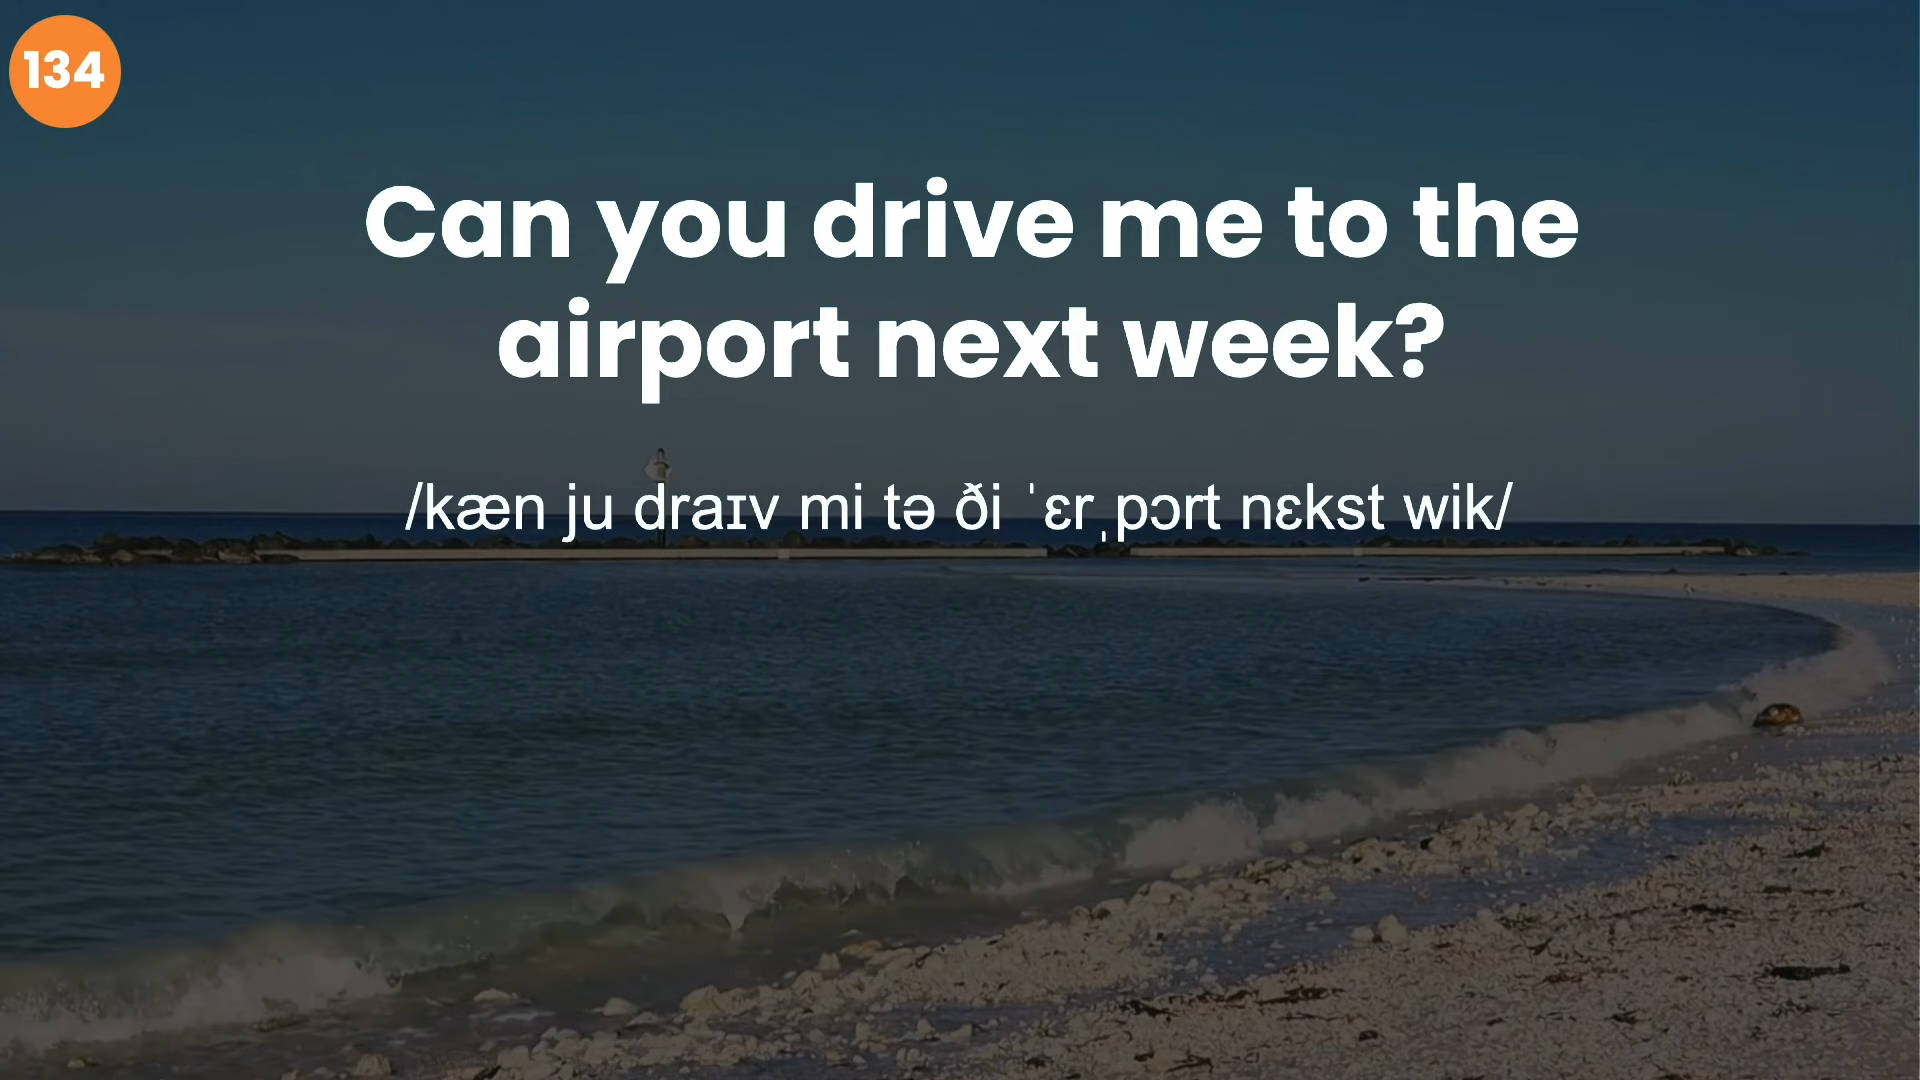 134
Can you drive me to the
airport next week?
/kæn ju draɪv mi tə ði ˈɛrˌpɔrt nɛkst wik/